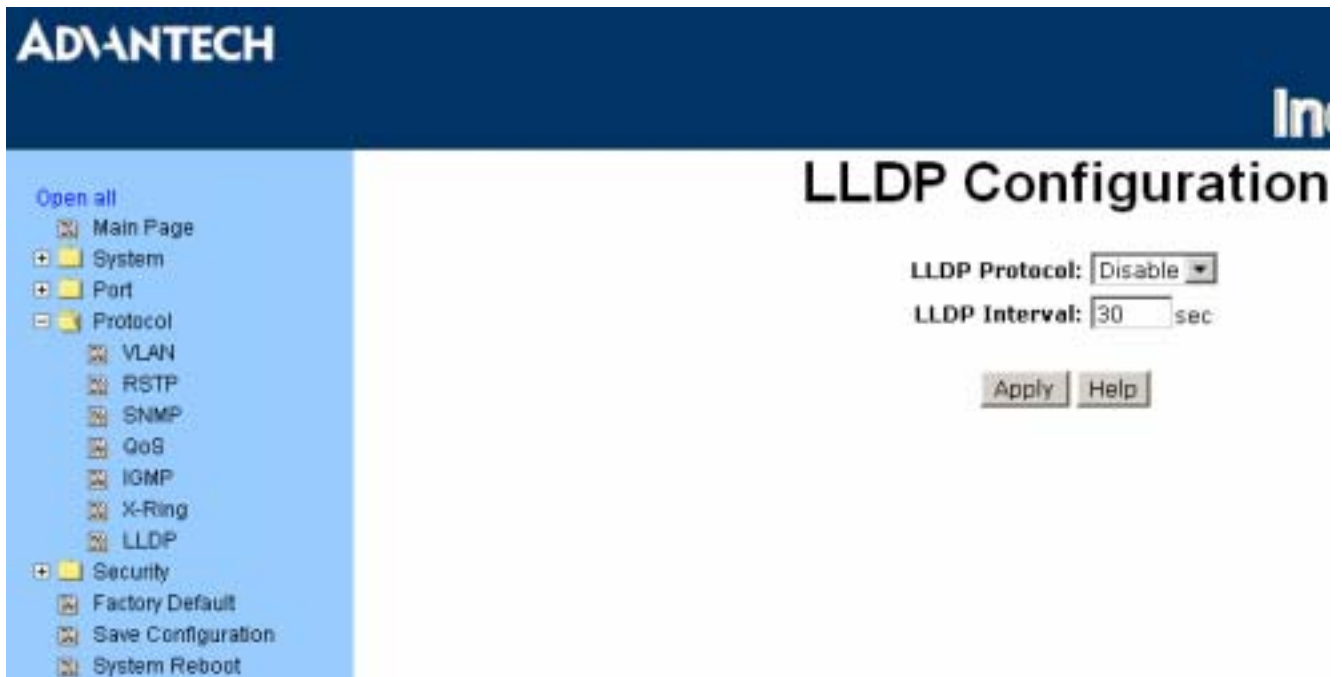 ADVANTECH
LLDP Configuration
Open all
Main Page
System
Port
Protocol
VLAN
RSTP
SNMP
QoS
IGMP
X-Ring
LLDP
Security
Factory Default
Save Configuration
System Reboot
LLDP Protocol: Disable
LLDP Interval: 30 sec
Apply Help